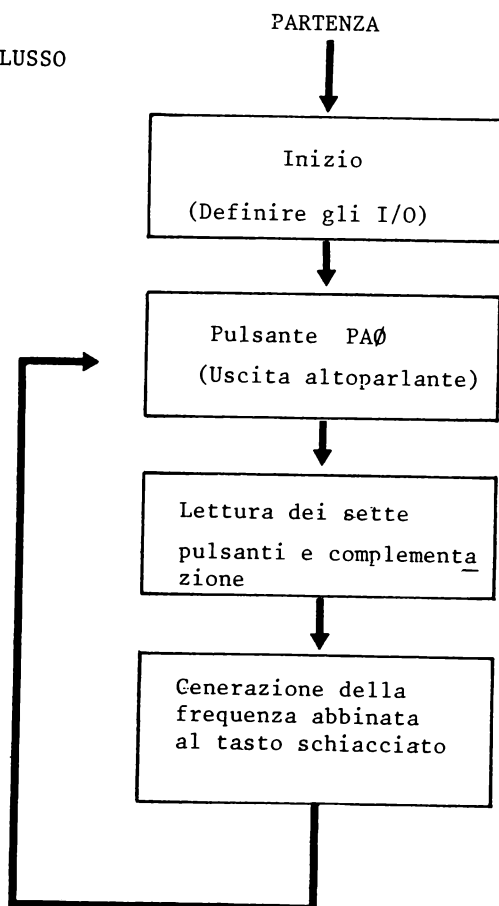 PARTENZA
LUSSO
Inizio
(Definire gli I/O)
Pulsante PAØ
(Uscita altoparlante)
Lettura dei sette
pulsanti e complementa
zione
Generazione della
frequenza abbinata
al tasto schiacciato